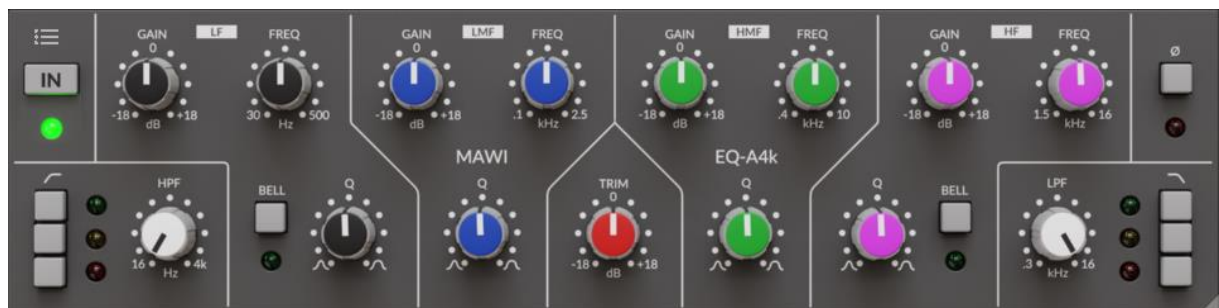 LF
GAIN
FREQ
0
-18
+18
dB
30
500
Hz
LMF
GAIN
FREQ
0
-18
+18
dB
.1
2.5
kHz
HMF
GAIN
FREQ
0
-18
+18
dB
.4
10
kHz
HF
GAIN
FREQ
0
-18
+18
dB
1.5
16
kHz
Ø
IN
MAWI
EQ-A4k
HPF
16
4k
Hz
BELL
Q
Q
TRIM
0
-18
+18
dB
Q
Q
BELL
LPF
.3
16
kHz